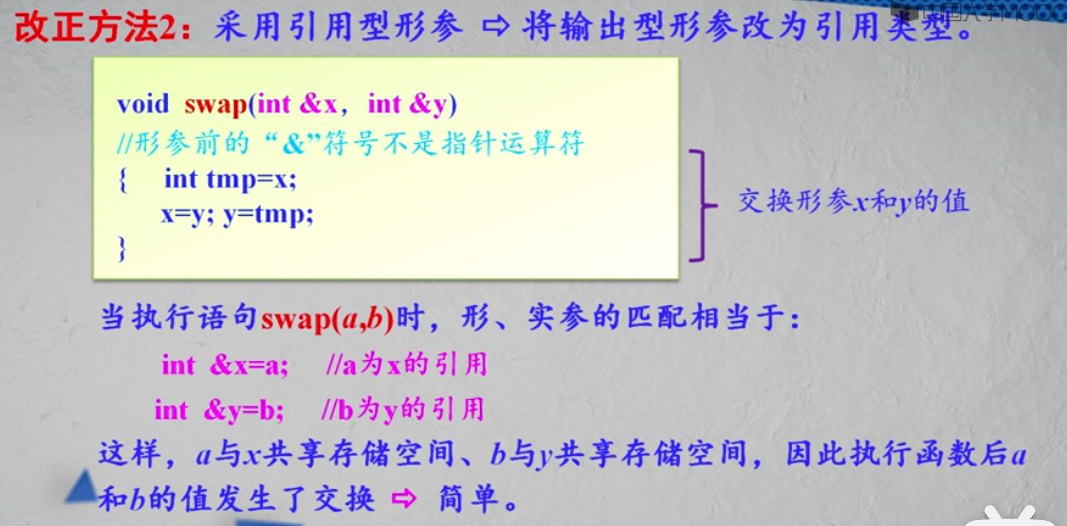 改正方法2：采用引用型形参 ⇨ 将输出型形参改为引用类型。
void swap(int &x，int &y)
//形参前的“&”符号不是指针运算符
{ int tmp=x;
x=y; y=tmp;
}
交换形参x和y的值
当执行语句swap(a,b)时，形、实参的匹配相当于：
int &x=a; //a为x的引用
int &y=b; //b为y的引用
这样，a与x共享存储空间、b与y共享存储空间，因此执行函数后a
和b的值发生了交换 ⇨ 简单。